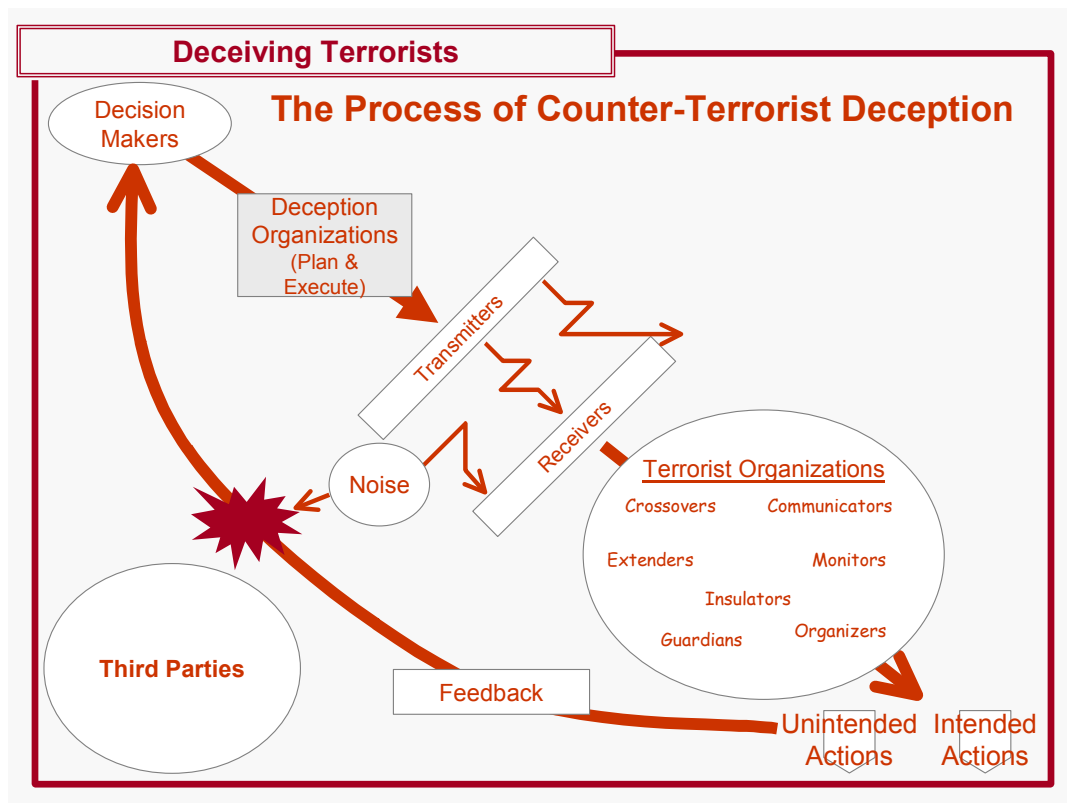 Deceiving Terrorists
The Process of Counter-Terrorist Deception
Decision
Makers
Deception
Organizations
(Plan &
Execute)
Transmitters
Receivers
Noise
Terrorist Organizations
Crossovers
Communicators
Extenders
Monitors
Insulators
Guardians
Organizers
Third Parties
Feedback
Unintended
Actions
Intended
Actions